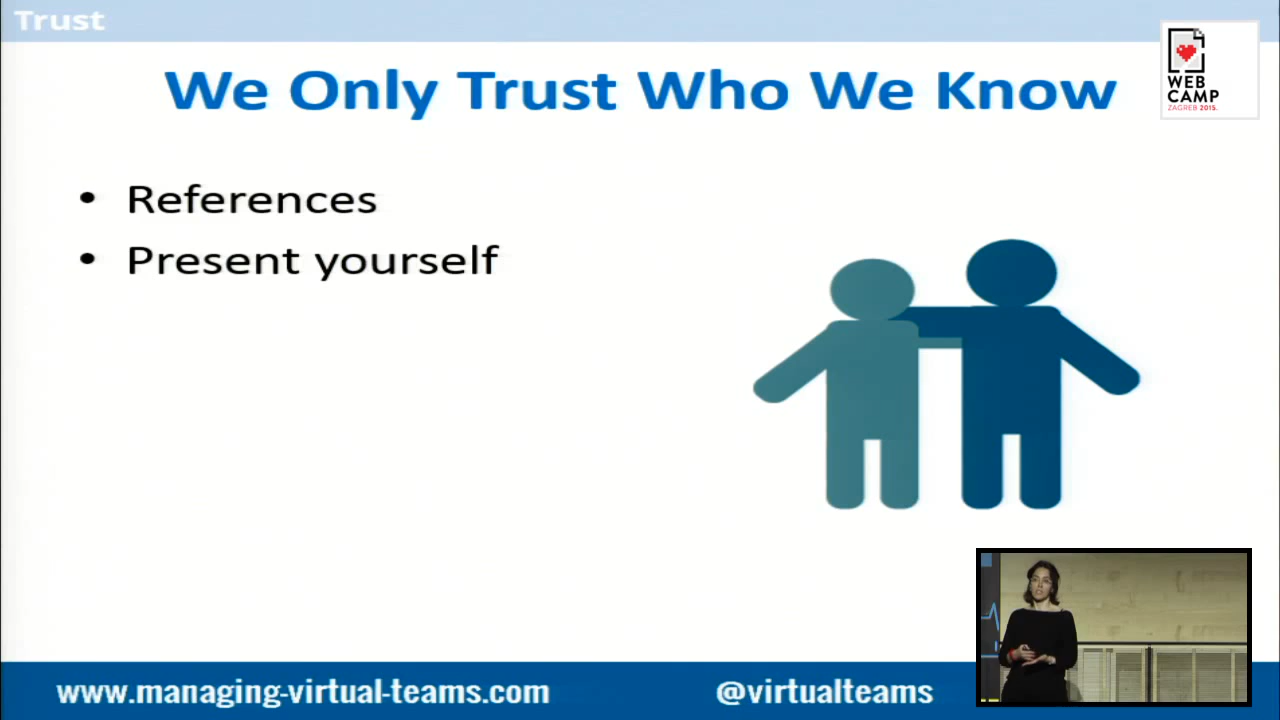 Trust
We Only Trust Who We Know
WEB
CAMP
ZAGREB 2015.
• References
• Present yourself
www.managing-virtual-teams.com
@virtualteams